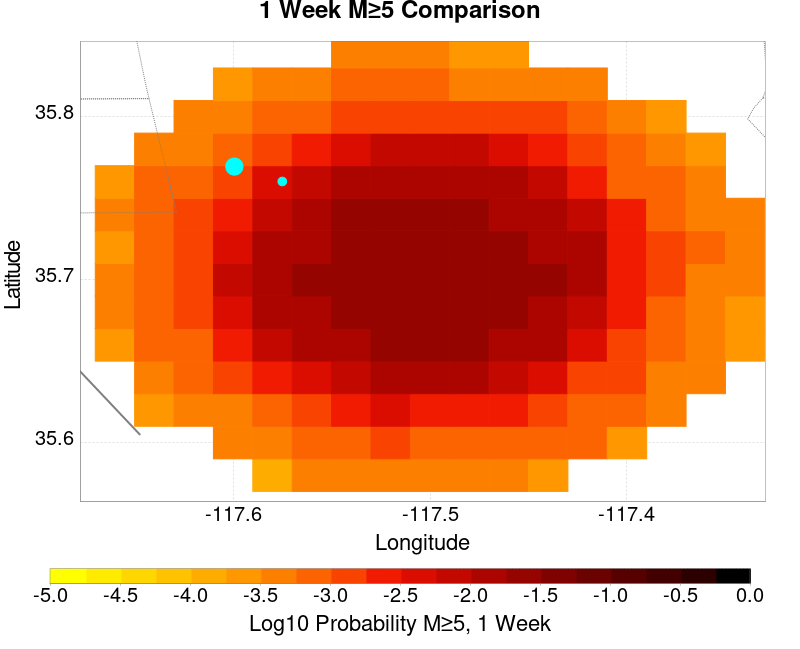 1 Week M≥5 Comparison
35.8
35.7
35.6
Latitude
-117.6 -117.5 -117.4
Longitude
-5.0 -4.5 -4.0 -3.5 -3.0 -2.5 -2.0 -1.5 -1.0 -0.5 0.0
Log10 Probability M≥5, 1 Week